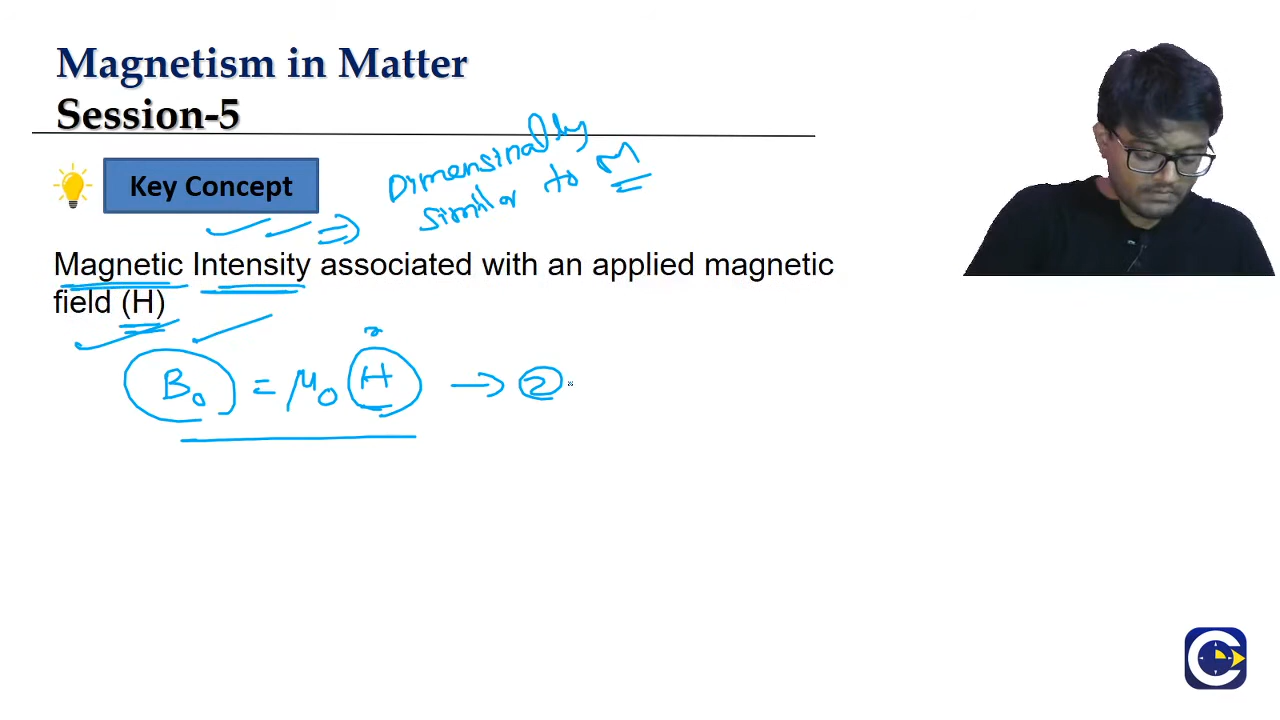 Magnetism in Matter
Session-5
Key Concept
Dimensinally
similar to M
Magnetic Intensity associated with an applied magnetic
field (H)
B₀ = μ₀ H → ②